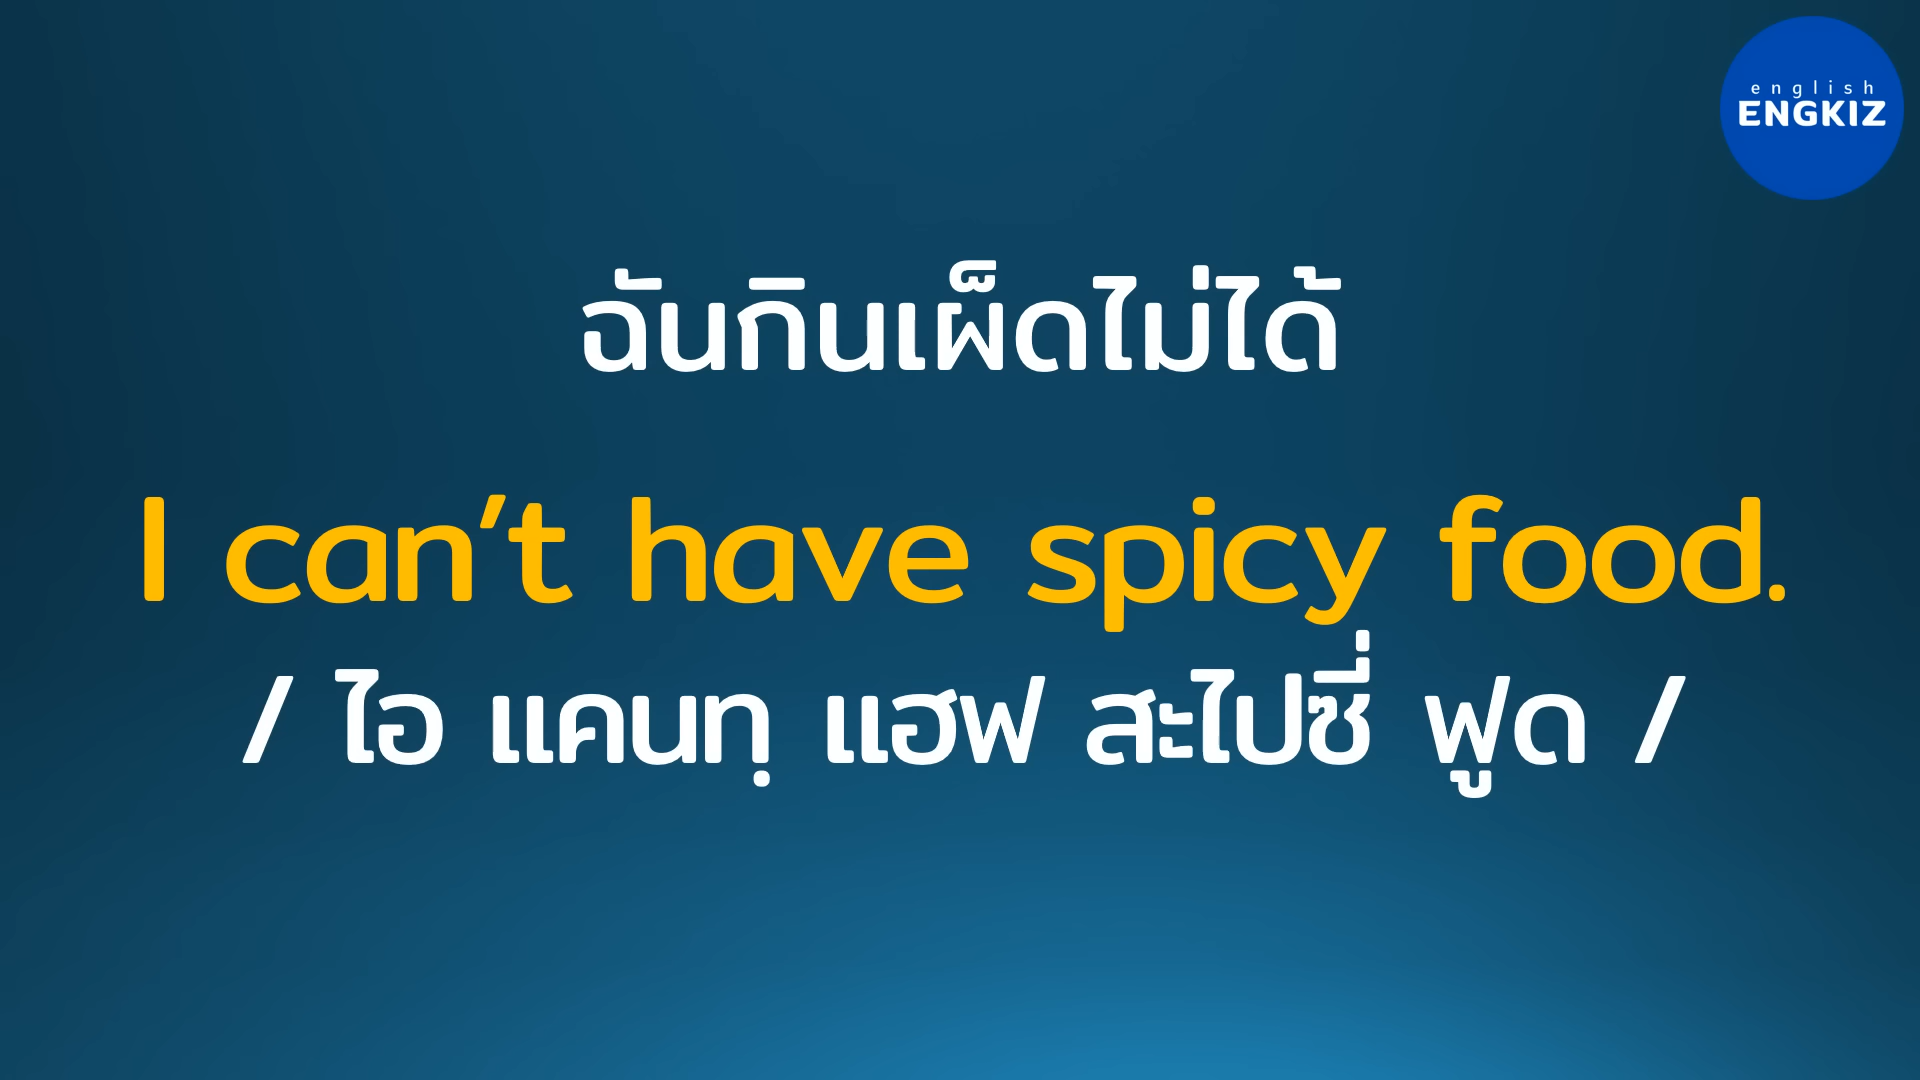 english
ENGKIZ
ฉันกินเผ็ดไม่ได้
I can’t have spicy food.
/ ไอ แคนทฺ แฮฟ สะไปซี่ ฟูด /